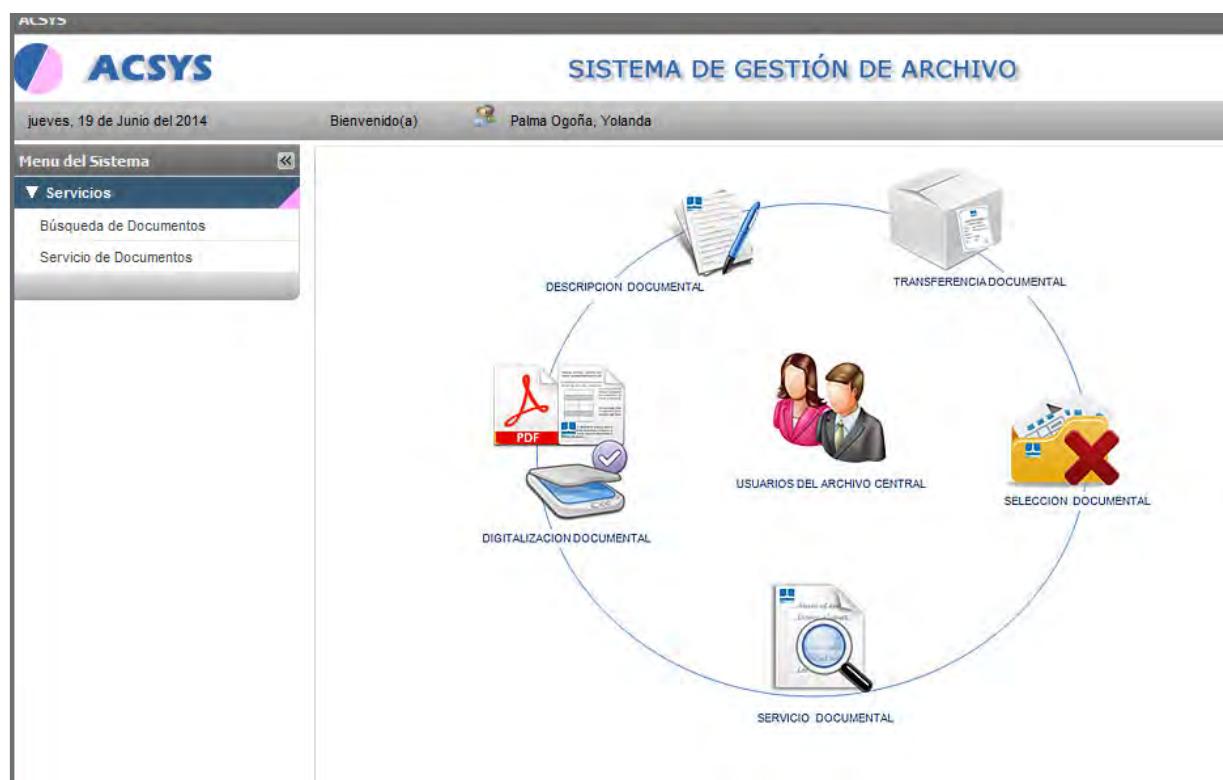 ACSYS
ACSYS
SISTEMA DE GESTIÓN DE ARCHIVO
jueves, 19 de Junio del 2014 Bienvenido(a) Palma Ogoña, Yolanda
Menu del Sistema
Servicios
Búsqueda de Documentos
Servicio de Documentos
DESCRIPCION DOCUMENTAL
TRANSFERENCIA DOCUMENTAL
PDF
USUARIOS DEL ARCHIVO CENTRAL
SELECCION DOCUMENTAL
DIGITALIZACION DOCUMENTAL
SERVICIO DOCUMENTAL